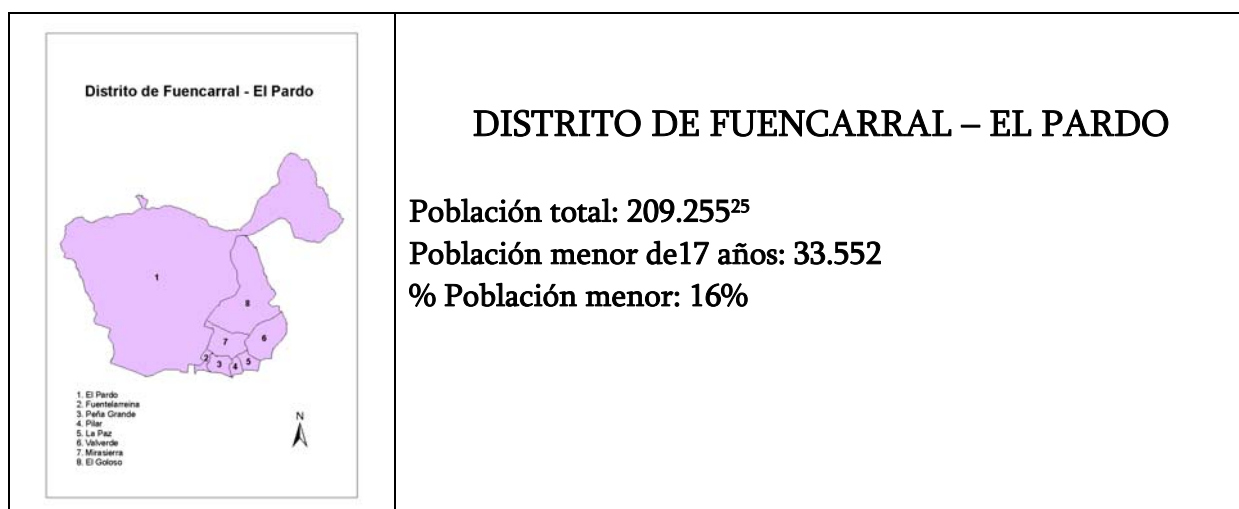 Distrito de Fuencarral - El Pardo
1
8
7
6
2
3
4
5
1. El Pardo
2. Fuentelarreina
3. Peña Grande
4. Pilar
5. La Paz
6. Valverde
7. Mirasierra
8. El Goloso
N
DISTRITO DE FUENCARRAL – EL PARDO
Población total: 209.255²⁵
Población menor de17 años: 33.552
% Población menor: 16%